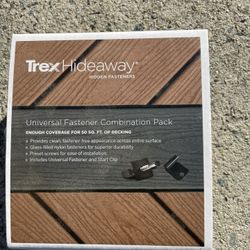 Trex Hideaway®
HIDDEN FASTENERS
Universal Fastener Combination Pack
ENOUGH COVERAGE FOR 50 SQ. FT. OF DECKING
• Provides clean, fastener free appearance across entire surface
• Glass-filled nylon fasteners for superior durability
• Preset screws for ease of installation
• Includes Universal Fastener and Start Clip